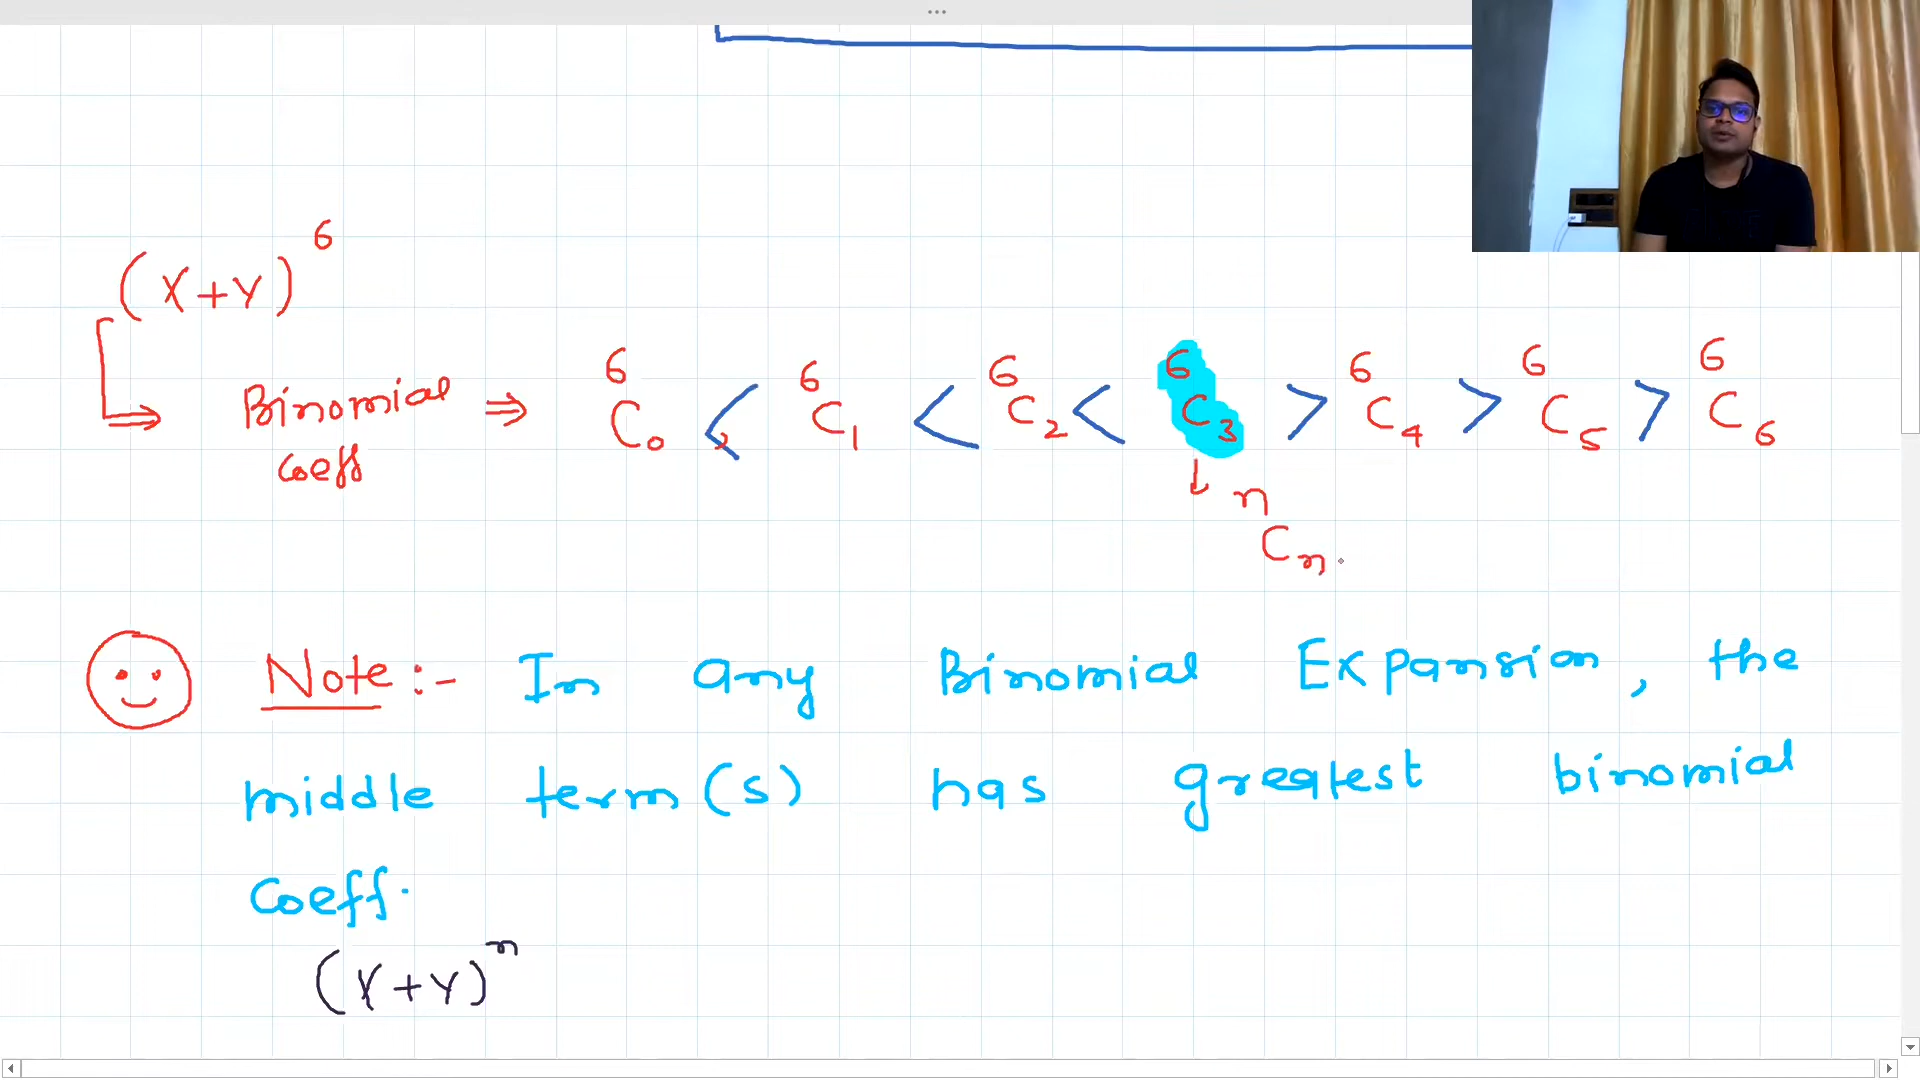 (X+Y)⁶
Binomial coeff ⇒ ⁶C₀ < ⁶C₁ < ⁶C₂ < ⁶C₃ > ⁶C₄ > ⁶C₅ > ⁶C₆
↓ ⁿCₙ
Note :- In any Binomial Expansion, the
middle term(s) has greatest binomial
coeff.
(X+Y)ⁿ